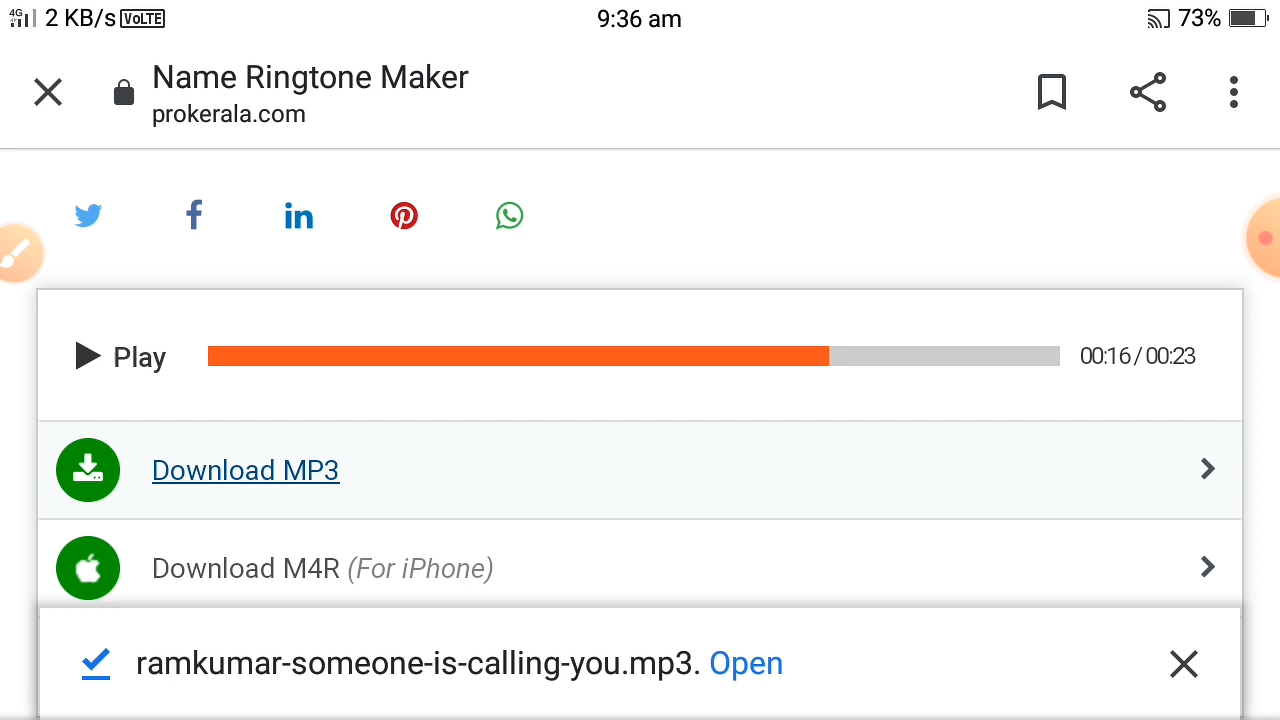 4G 2 KB/s VoLTE 9:36 am 73%
Name Ringtone Maker
prokerala.com
Play 00:16 / 00:23
Download MP3
Download M4R (For iPhone)
ramkumar-someone-is-calling-you.mp3. Open